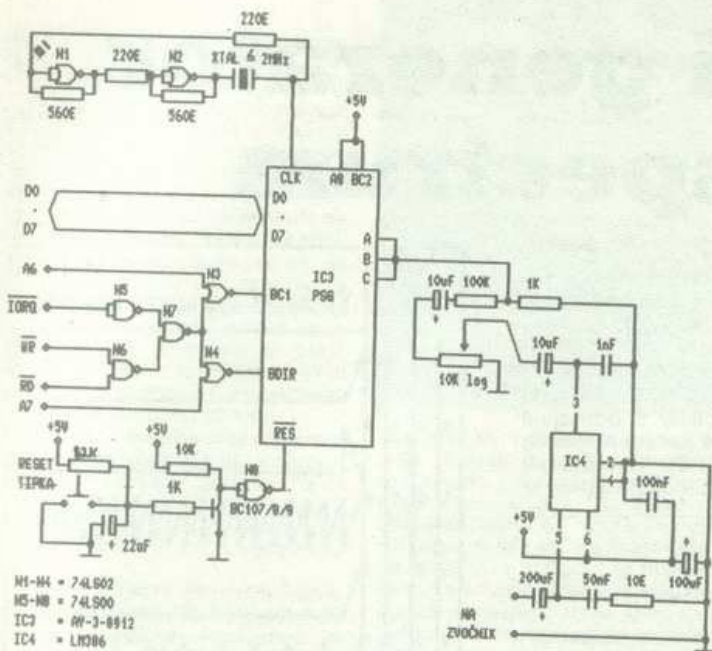 220E
N1
220E
N2
XTAL
2MHz
560E
560E
+5V
CLK
A8 BC2
D0
.
D7
D0
.
D7
A
B
C
A6
N3
BC1
IC3
PSG
IORQ
N5
N7
WR
N6
N4
BDIR
RD
A7
RES
10uF
100K
1K
+
10K log
10uF
1nF
+
3
IC4
2
4
100nF
+5V
5
6
+
100uF
200uF
50nF
10E
+
NA
ZVOČNIK
+5V
+5V
10K
RESET
TIPKA
1K
N8
BC107/8/9
+ 22uF
N1-N4 = 74LS02
N5-N8 = 74LS00
IC3 = AY-3-8912
IC4 = LM386